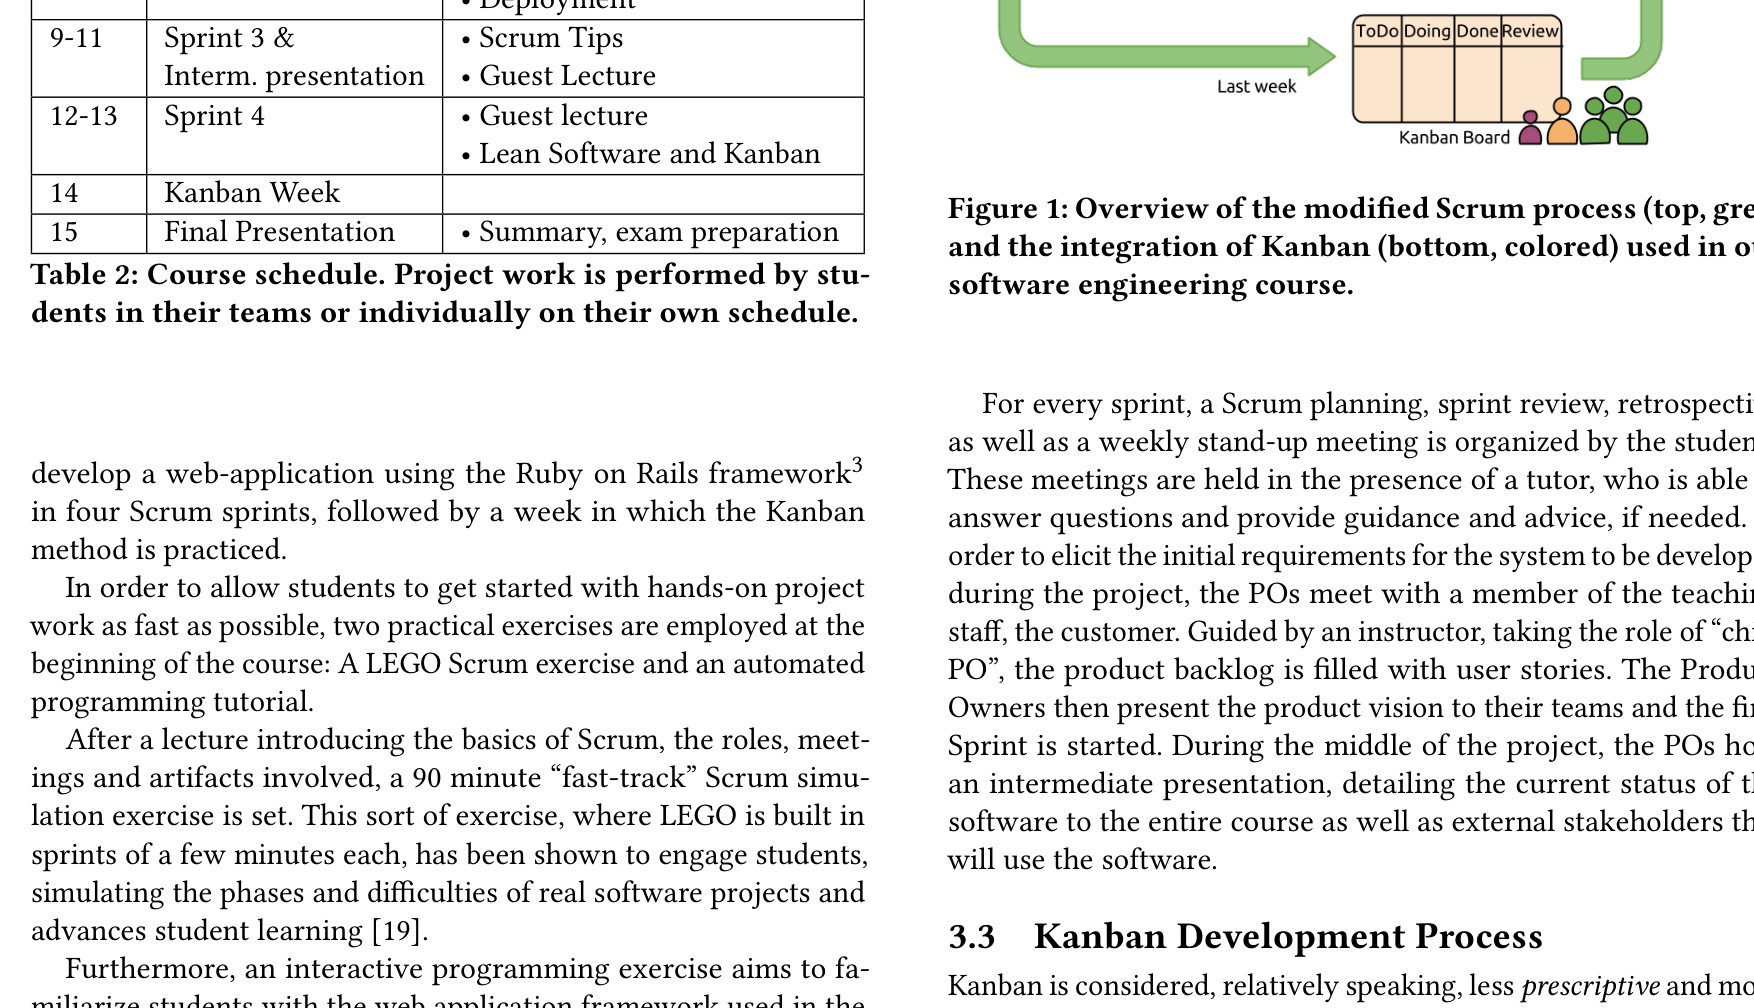 • Deployment
9-11 Sprint 3 & • Scrum Tips
Interm. presentation • Guest Lecture
12-13 Sprint 4 • Guest lecture
• Lean Software and Kanban
14 Kanban Week
15 Final Presentation • Summary, exam preparation
Table 2: Course schedule. Project work is performed by stu-
dents in their teams or individually on their own schedule.
develop a web-application using the Ruby on Rails framework3
in four Scrum sprints, followed by a week in which the Kanban
method is practiced.
In order to allow students to get started with hands-on project
work as fast as possible, two practical exercises are employed at the
beginning of the course: A LEGO Scrum exercise and an automated
programming tutorial.
After a lecture introducing the basics of Scrum, the roles, meet-
ings and artifacts involved, a 90 minute “fast-track” Scrum simu-
lation exercise is set. This sort of exercise, where LEGO is built in
sprints of a few minutes each, has been shown to engage students,
simulating the phases and difficulties of real software projects and
advances student learning [19].
Furthermore, an interactive programming exercise aims to fa-
miliarize students with the web application framework used in the
ToDo Doing Done Review
Last week
Kanban Board
Figure 1: Overview of the modified Scrum process (top,
and the integration of Kanban (bottom, colored) used in
software engineering course.
For every sprint, a Scrum planning, sprint review,
as well as a weekly stand-up meeting is organized by the
These meetings are held in the presence of a tutor, who is able
answer questions and provide guidance and advice, if needed.
order to elicit the initial requirements for the system to be
during the project, the POs meet with a member of the
staff, the customer. Guided by an instructor, taking the role of
PO”, the product backlog is filled with user stories. The
Owners then present the product vision to their teams and the
Sprint is started. During the middle of the project, the POs
an intermediate presentation, detailing the current status of
software to the entire course as well as external stakeholders
will use the software.
3.3 Kanban Development Process
Kanban is considered, relatively speaking, less prescriptive and